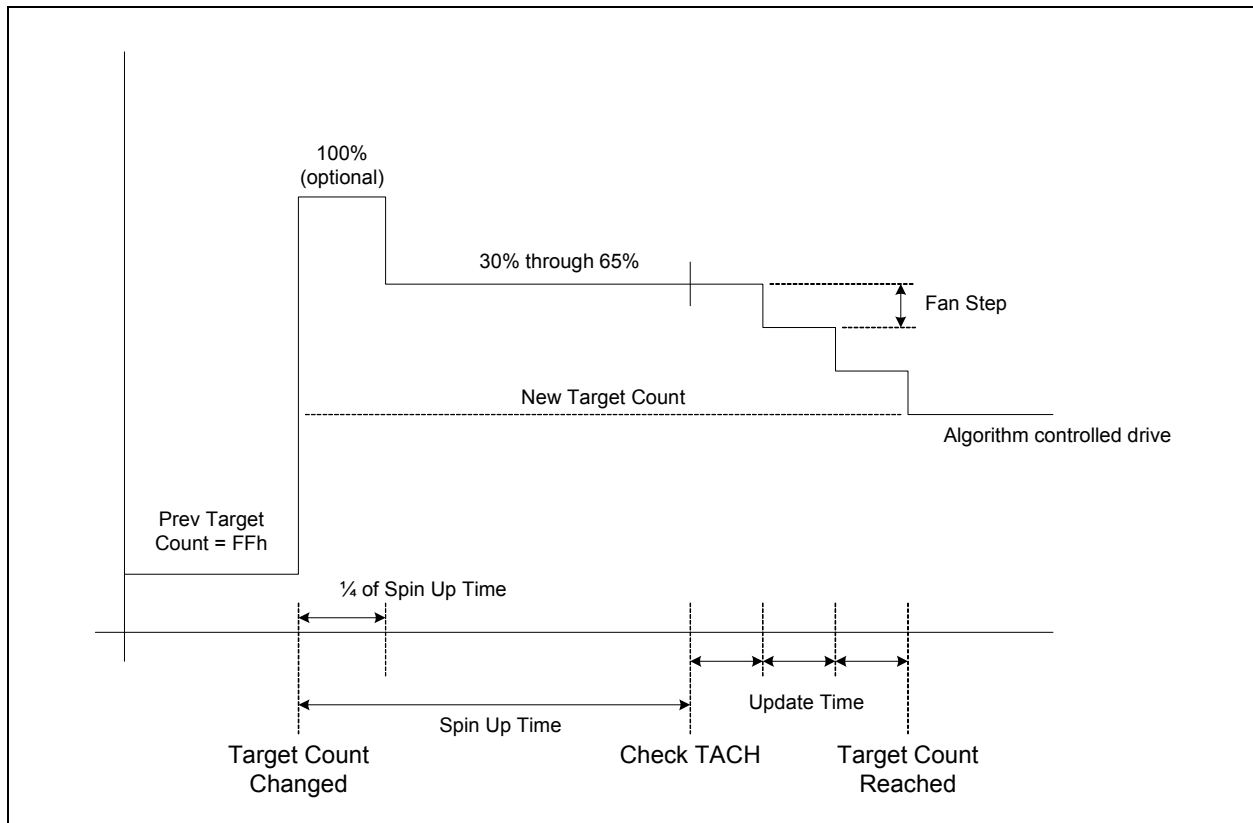 100%
(optional)
30% through 65%
Fan Step
New Target Count
Algorithm controlled drive
Prev Target
Count = FFh
¼ of Spin Up Time
Update Time
Spin Up Time
Target Count
Changed
Check TACH
Target Count
Reached